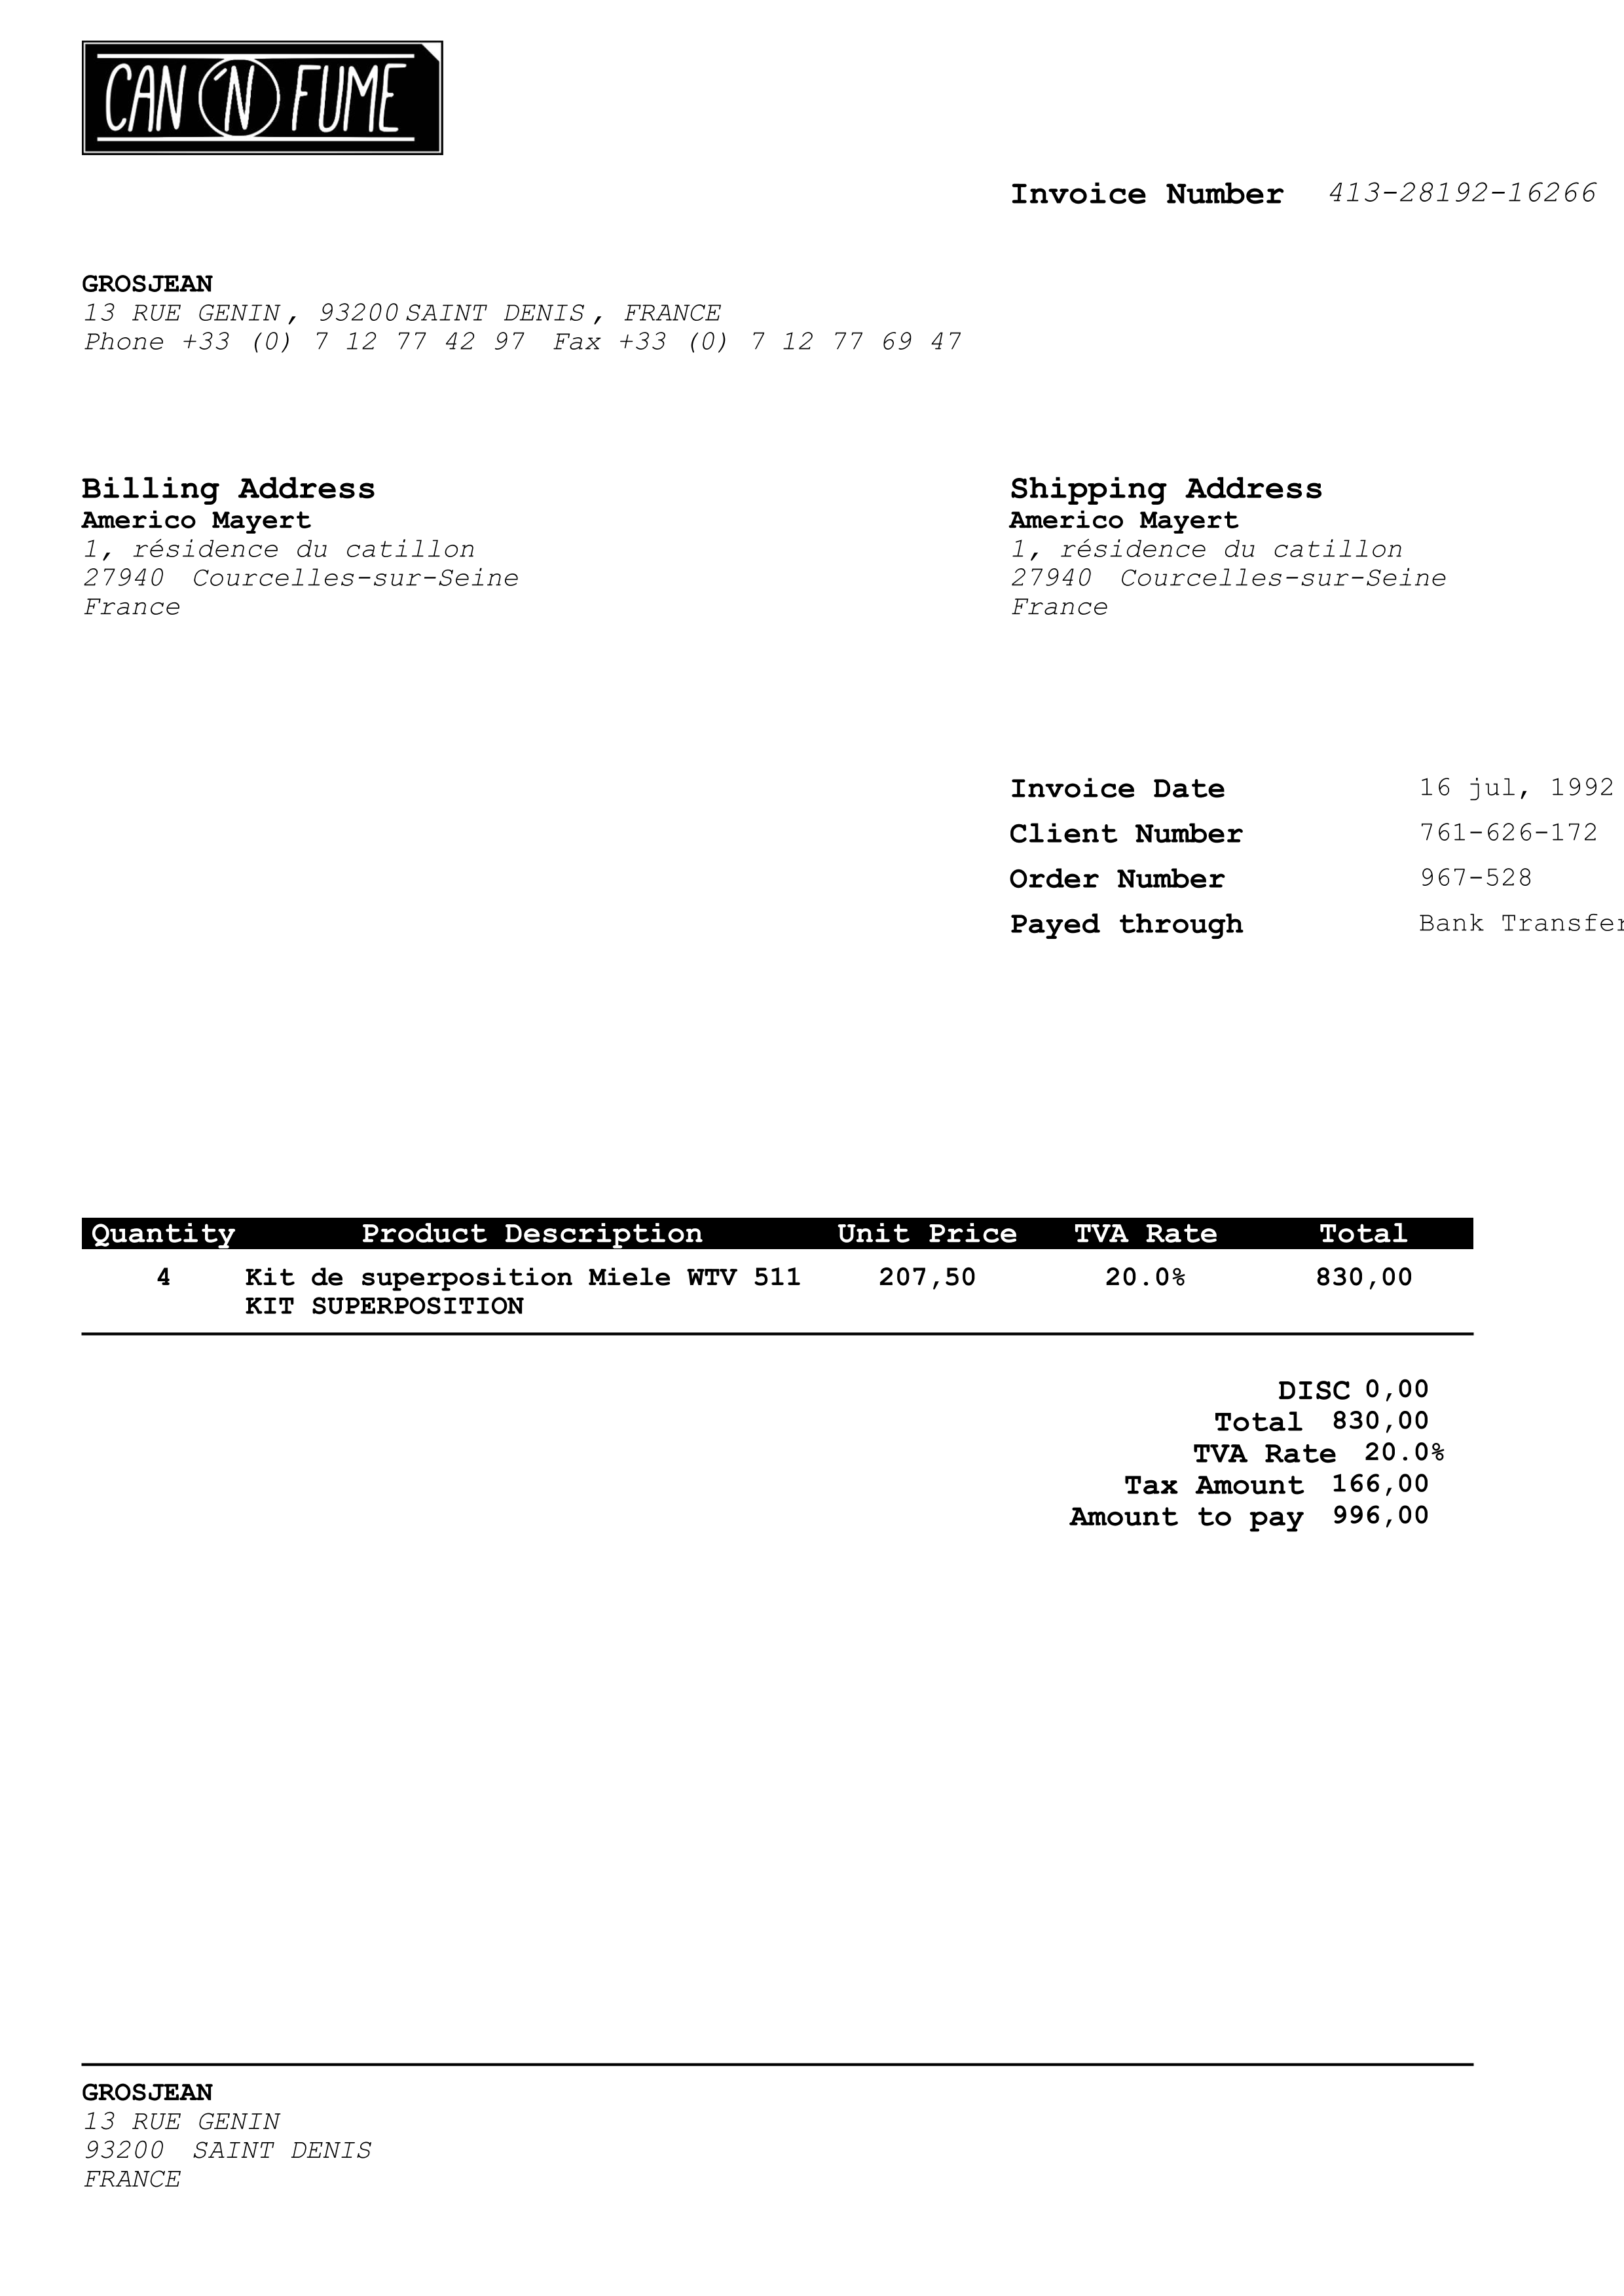 CAN 'N FUME
Invoice Number 413-28192-16266
GROSJEAN
13 RUE GENIN, 93200 SAINT DENIS, FRANCE
Phone +33 (0) 7 12 77 42 97 Fax +33 (0) 7 12 77 69 47
Billing Address
Americo Mayert
1, résidence du catillon
27940 Courcelles-sur-Seine
France
Shipping Address
Americo Mayert
1, résidence du catillon
27940 Courcelles-sur-Seine
France
Invoice Date 16 jul, 1992
Client Number 761-626-172
Order Number 967-528
Payed through Bank Transfer
Quantity Product Description Unit Price TVA Rate Total
4 Kit de superposition Miele WTV 511 207,50 20.0% 830,00
KIT SUPERPOSITION
DISC 0,00
Total 830,00
TVA Rate 20.0%
Tax Amount 166,00
Amount to pay 996,00
GROSJEAN
13 RUE GENIN
93200 SAINT DENIS
FRANCE